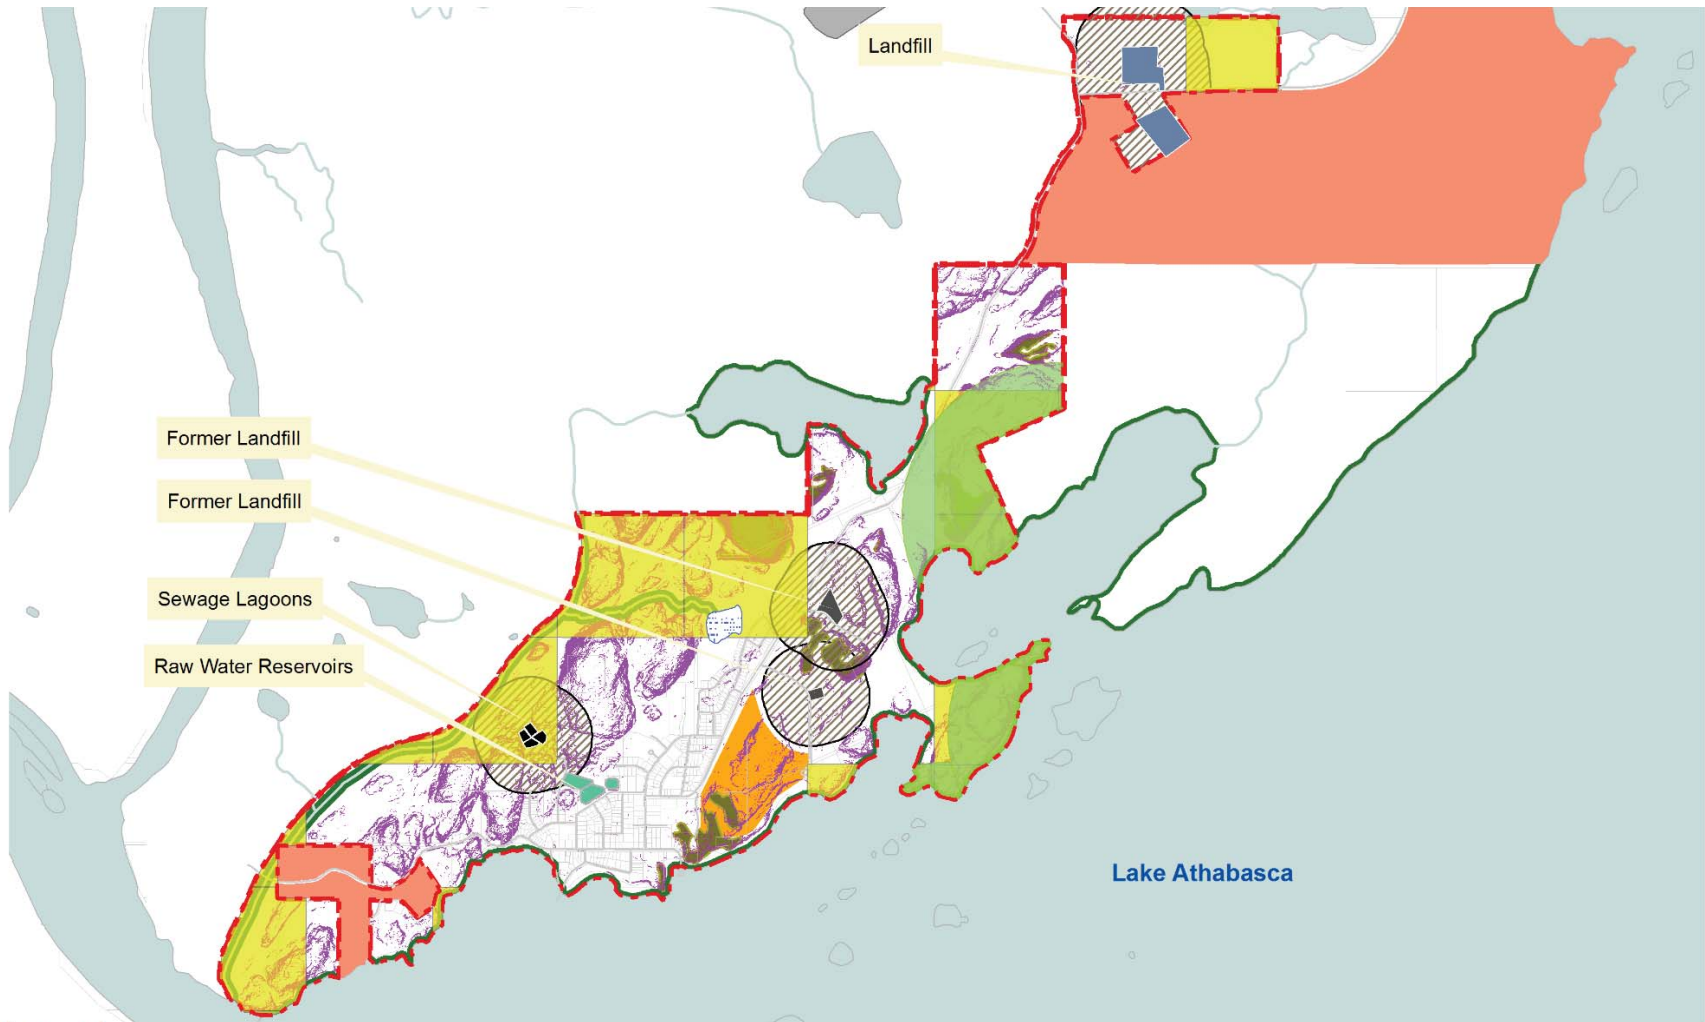 Landfill
Former Landfill
Former Landfill
Sewage Lagoons
Raw Water Reservoirs
Lake Athabasca